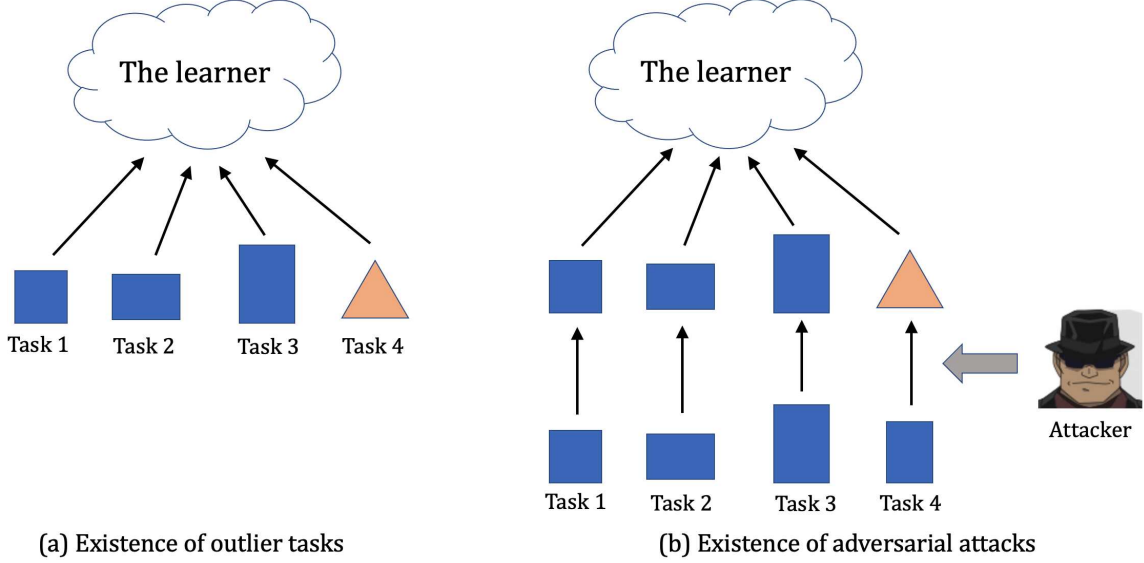 The learner
Task 1
Task 2
Task 3
Task 4
(a) Existence of outlier tasks
The learner
Attacker
Task 1
Task 2
Task 3
Task 4
(b) Existence of adversarial attacks